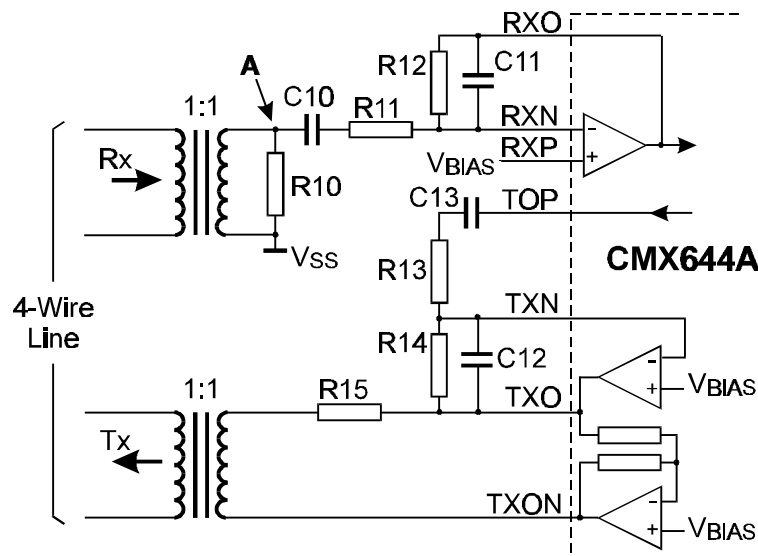 RXO
R12
C11
A
C10
1:1
R11
RXN
RXP
VBIAS
Rx
R10
C13
TOP
VSS
CMX644A
R13
4-Wire
Line
TXN
R14
C12
1:1
R15
TXO
VBIAS
Tx
TXON
VBIAS
-
+
-
+
-
+